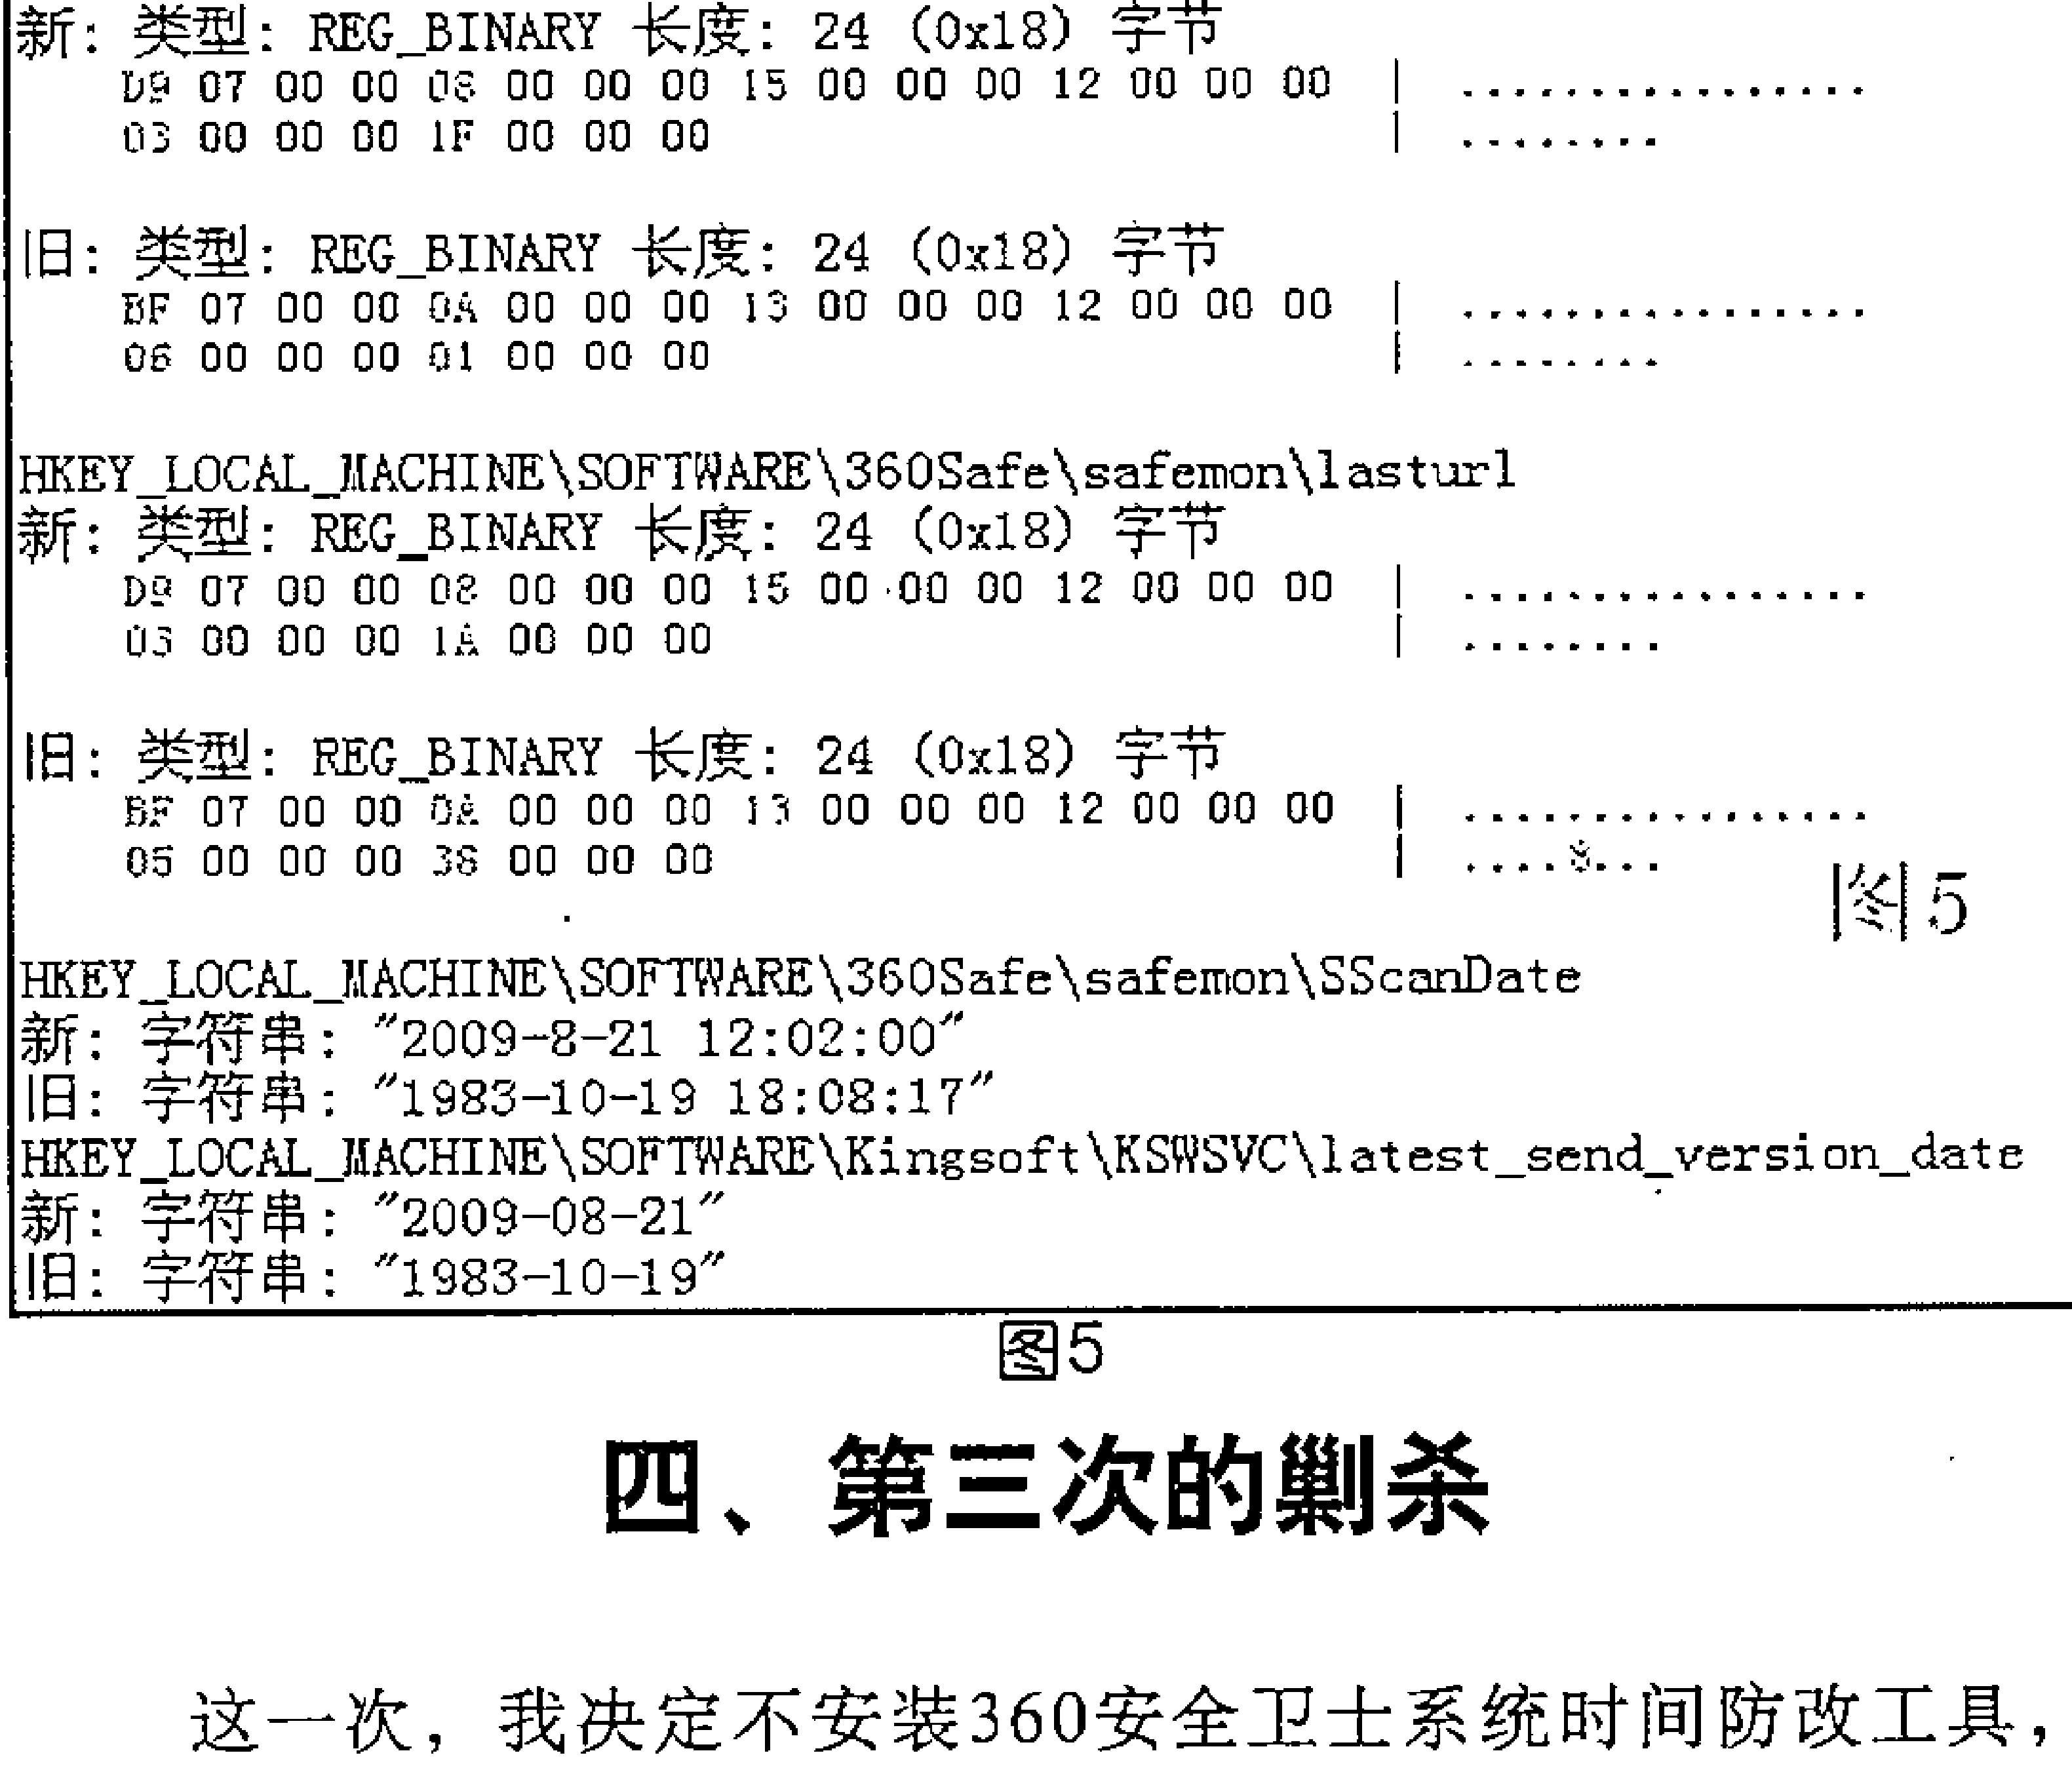 新: 类型: REG_BINARY 长度: 24 (0x18) 字节
D9 07 00 00 08 00 00 00 15 00 00 00 12 00 00 00 | ................
03 00 00 00 1F 00 00 00 | ........
旧: 类型: REG_BINARY 长度: 24 (0x18) 字节
BF 07 00 00 0A 00 00 00 13 00 00 00 12 00 00 00 | ................
06 00 00 00 01 00 00 00 | ........
HKEY_LOCAL_MACHINE\SOFTWARE\360Safe\safemon\lasturl
新: 类型: REG_BINARY 长度: 24 (0x18) 字节
D9 07 00 00 08 00 00 00 15 00 00 00 12 00 00 00 | ................
03 00 00 00 1A 00 00 00 | ........
旧: 类型: REG_BINARY 长度: 24 (0x18) 字节
BF 07 00 00 0A 00 00 00 13 00 00 00 12 00 00 00 | ................
05 00 00 00 38 00 00 00 | ....8...
图5
HKEY_LOCAL_MACHINE\SOFTWARE\360Safe\safemon\SScanDate
新: 字符串: "2009-8-21 12:02:00"
旧: 字符串: "1983-10-19 18:08:17"
HKEY_LOCAL_MACHINE\SOFTWARE\Kingsoft\KSWSVC\latest_send_version_date
新: 字符串: "2009-08-21"
旧: 字符串: "1983-10-19"
图5
四、第三次的剿杀
这一次，我决定不安装360安全卫士系统时间防改工具，